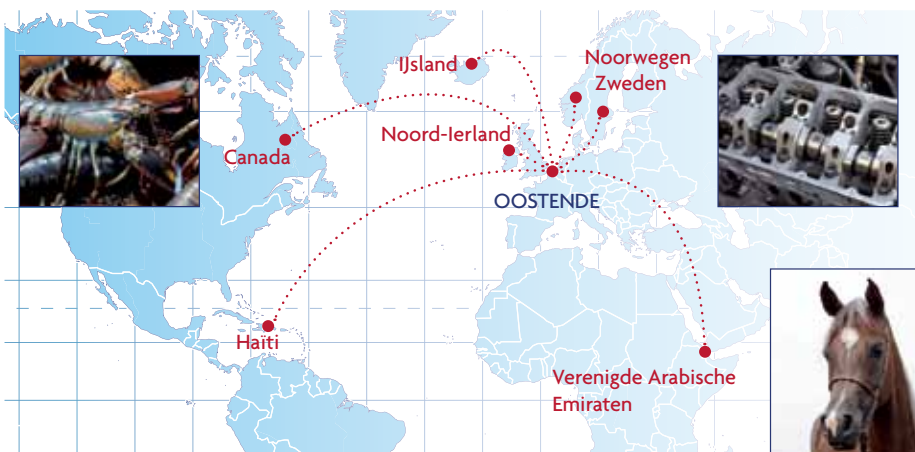 IJsland
Noorwegen
Zweden
Noord-Ierland
Canada
OOSTENDE
Haïti
Verenigde Arabische
Emiraten